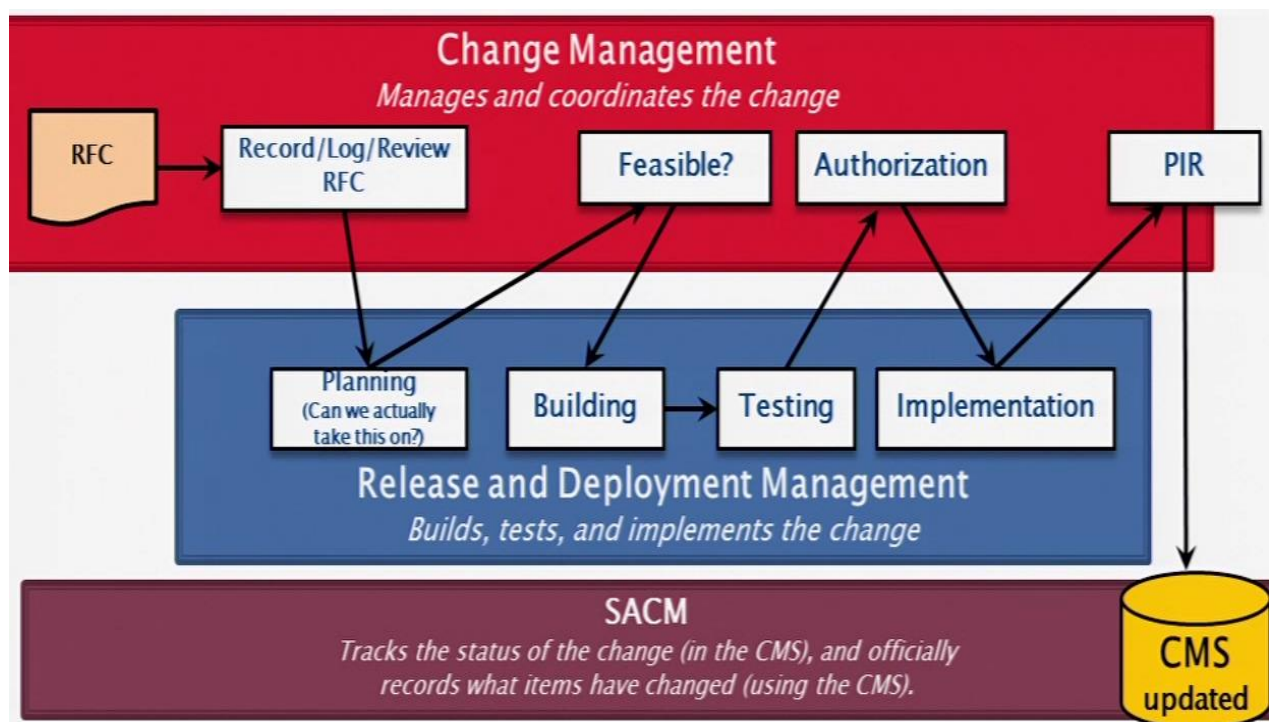 Change Management
Manages and coordinates the change
RFC
Record/Log/Review
RFC
Feasible?
Authorization
PIR
Planning
(Can we actually
take this on?)
Building
Testing
Implementation
Release and Deployment Management
Builds, tests, and implements the change
SACM
Tracks the status of the change (in the CMS), and officially
records what items have changed (using the CMS).
CMS
updated